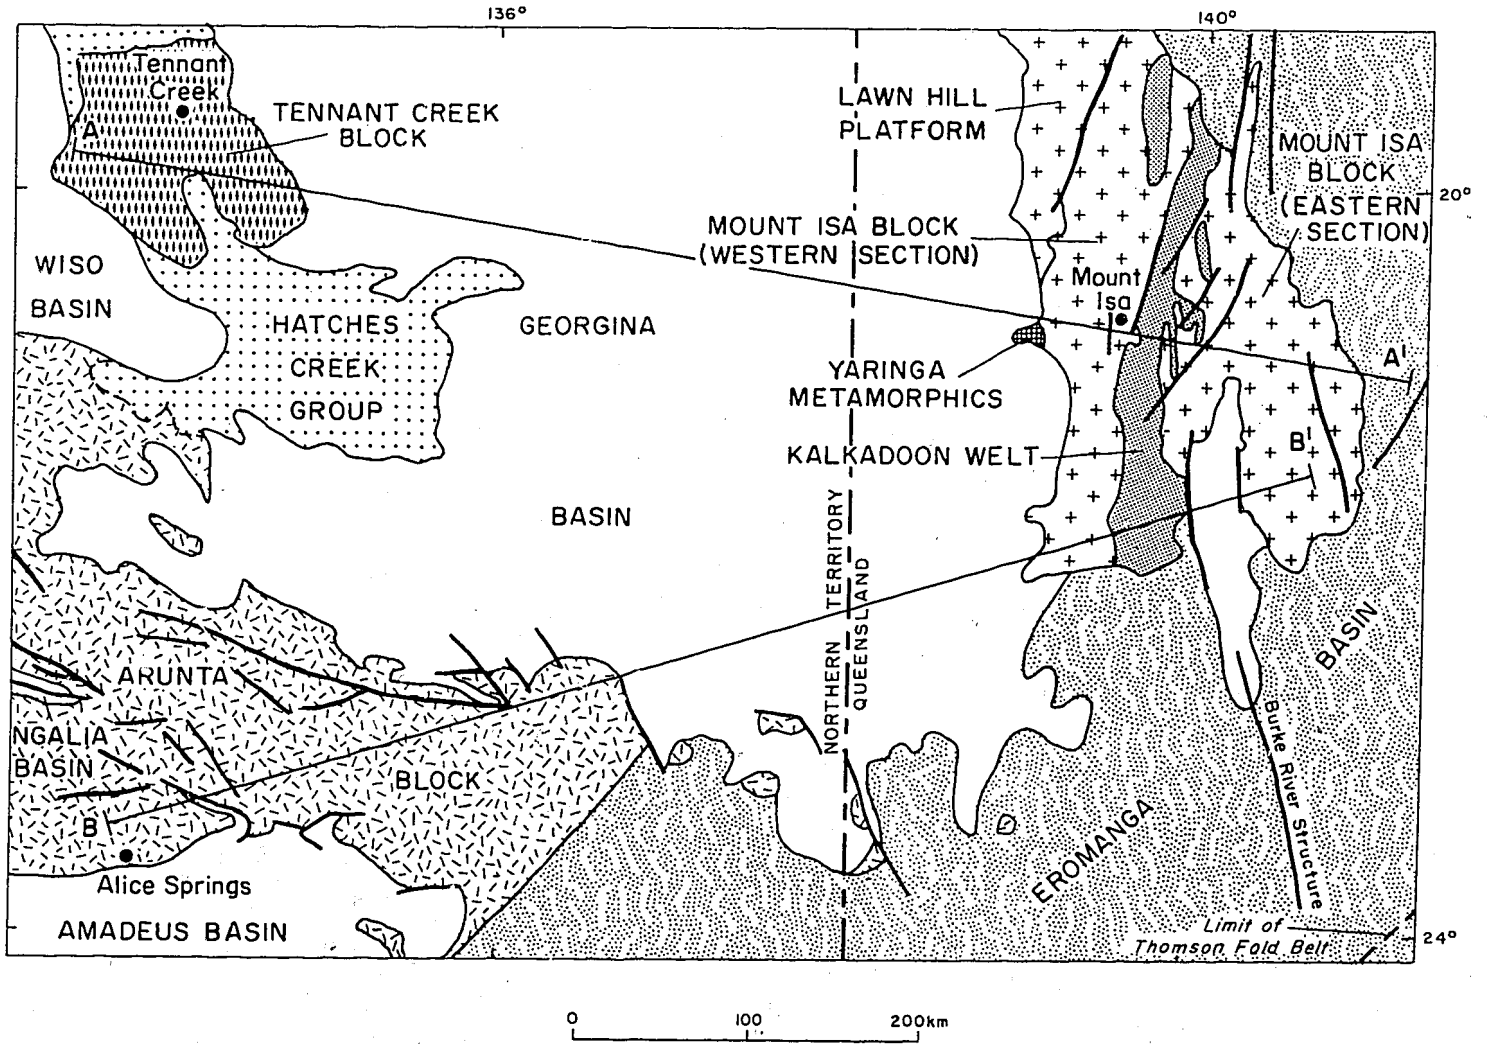 136°
140°
Tennant
Creek
A
TENNANT CREEK
BLOCK
LAWN HILL
PLATFORM
MOUNT ISA
BLOCK
(EASTERN
SECTION)
20°
MOUNT ISA BLOCK
(WESTERN SECTION)
WISO
BASIN
Mount
Isa
HATCHES
CREEK
GROUP
GEORGINA
BASIN
YARINGA
METAMORPHICS
A'
KALKADOON WELT
B'
NORTHERN TERRITORY
QUEENSLAND
ARUNTA
BLOCK
NGALIA
BASIN
B
Alice Springs
AMADEUS BASIN
EROMANGA
BASIN
Burke River Structure
Limit of
Thomson Fold Belt
24°
0 100 200km